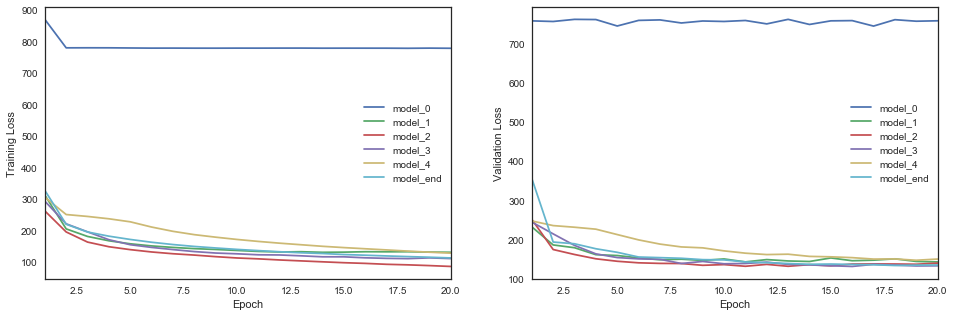 900
800
700
600
500
400
300
200
100
Training Loss
model_0
model_1
model_2
model_3
model_4
model_end
2.5 5.0 7.5 10.0 12.5 15.0 17.5 20.0
Epoch
700
600
500
400
300
200
100
Validation Loss
model_0
model_1
model_2
model_3
model_4
model_end
2.5 5.0 7.5 10.0 12.5 15.0 17.5 20.0
Epoch